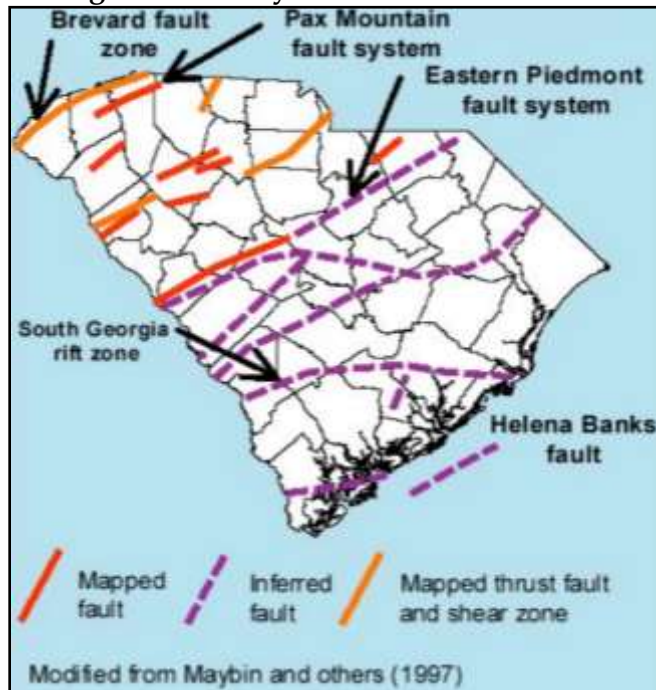 Brevard fault
zone
Pax Mountain
fault system
Eastern Piedmont
fault system
South Georgia
rift zone
Helena Banks
fault
Mapped
fault
Inferred
fault
Mapped thrust fault
and shear zone
Modified from Maybin and others (1997)